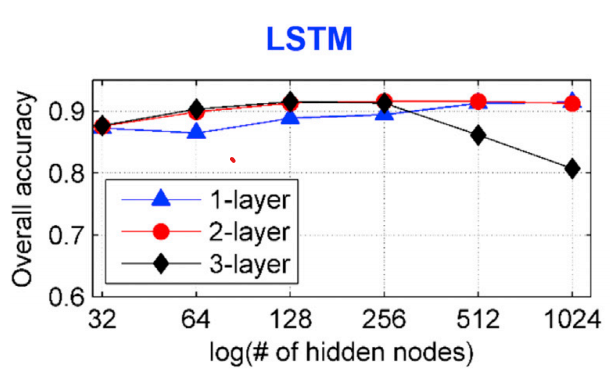 LSTM
Overall accuracy
0.9
0.8
0.7
0.6
1-layer
2-layer
3-layer
32 64 128 256 512 1024
log(# of hidden nodes)